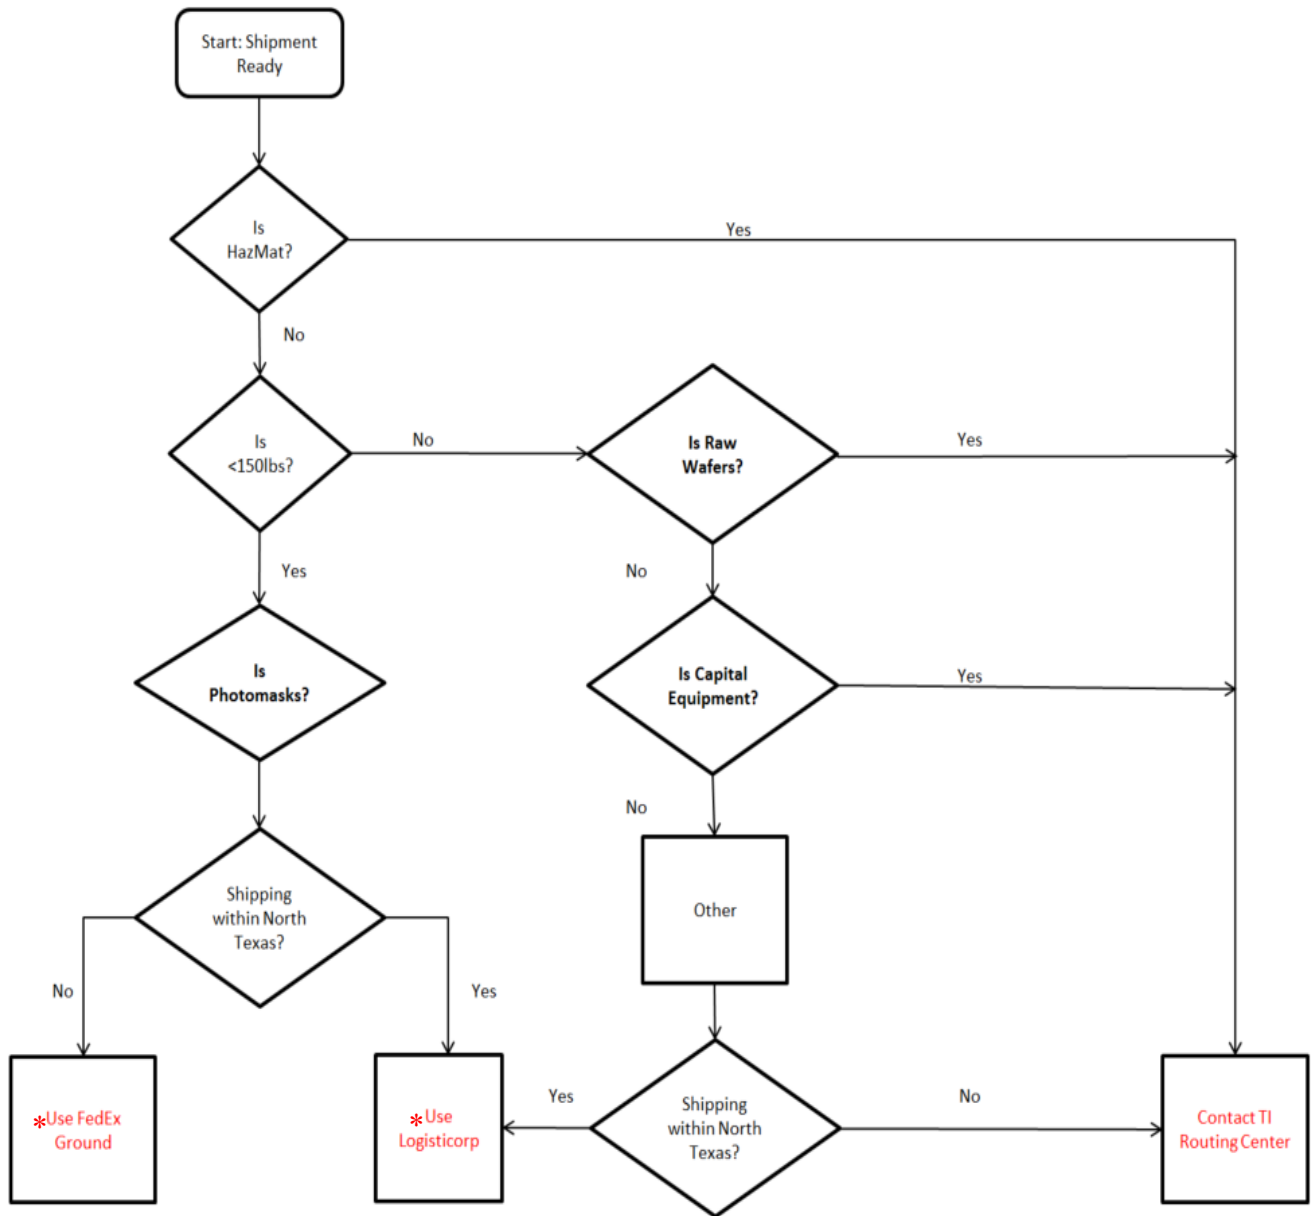 Start: Shipment
Ready
Is
HazMat?
Yes
No
Is
<150lbs?
No
Is Raw
Wafers?
Yes
Yes
No
Is
Photomasks?
Is Capital
Equipment?
Yes
No
Shipping
within North
Texas?
Other
No
Yes
*Use FedEx
Ground
*Use
Logisticorp
Yes
Shipping
within North
Texas?
No
Contact TI
Routing Center